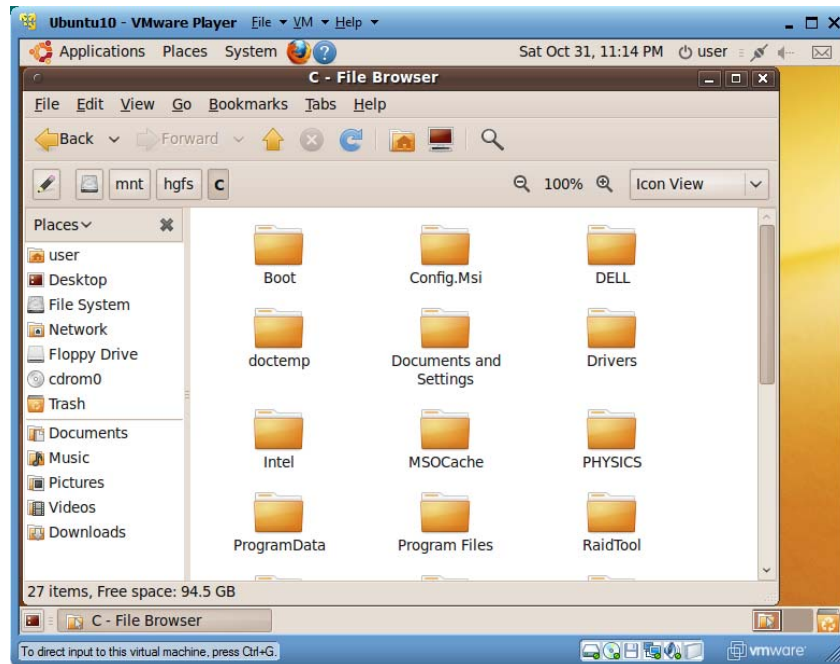 Ubuntu10 - VMware Player File VM Help
Applications Places System Sat Oct 31, 11:14 PM user
C - File Browser
File Edit View Go Bookmarks Tabs Help
Back Forward
mnt hgfs C 100% Icon View
Places
user
Desktop
File System
Network
Floppy Drive
cdrom0
Trash
Documents
Music
Pictures
Videos
Downloads
Boot Config.Msi DELL
doctemp Documents and Settings Drivers
Intel MSOCache PHYSICS
ProgramData Program Files RaidTool
27 items, Free space: 94.5 GB
C - File Browser
To direct input to this virtual machine, press Ctrl+G. vmware